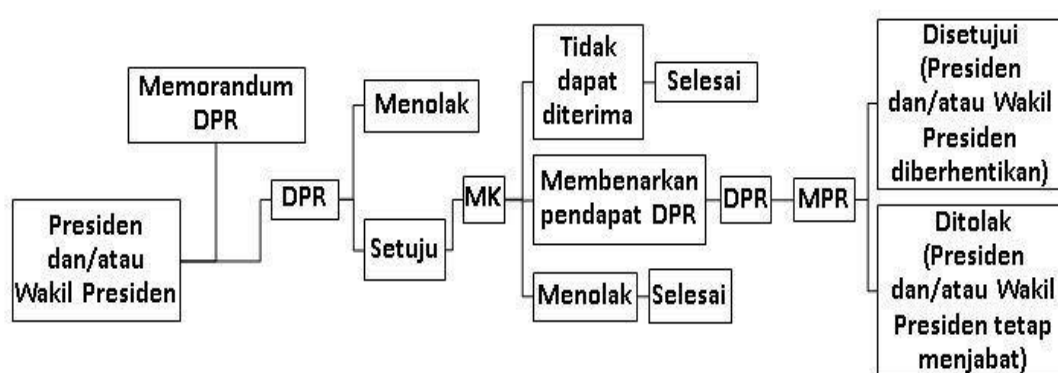 Presiden
dan/atau
Wakil Presiden
Memorandum
DPR
DPR
Menolak
Setuju
MK
Tidak
dapat
diterima
Selesai
Membenarkan
pendapat DPR
Menolak
Selesai
DPR
MPR
Disetujui
(Presiden
dan/atau Wakil
Presiden
diberhentikan)
Ditolak
(Presiden
dan/atau Wakil
Presiden tetap
menjabat)